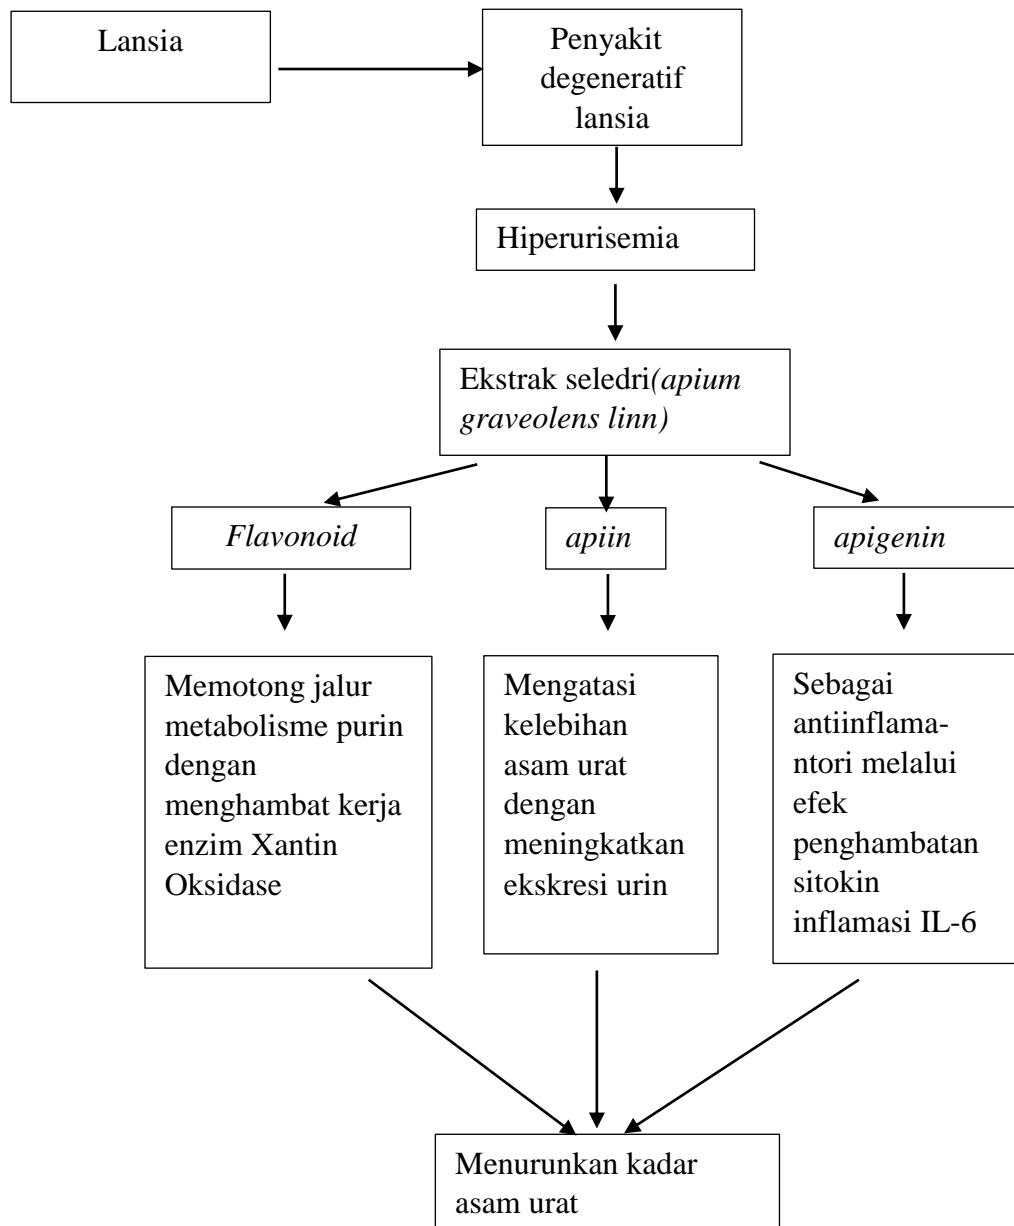 Lansia
Penyakit
degeneratif
lansia
Hiperurisemia
Ekstrak seledri(apium
graveolens linn)
Flavonoid
apiin
apigenin
Memotong jalur
metabolisme purin
dengan
menghambat kerja
enzim Xantin
Oksidase
Mengatasi
kelebihan
asam urat
dengan
meningkatkan
ekskresi urin
Sebagai
antiinflama-
ntori melalui
efek
penghambatan
sitokin
inflamasi IL-6
Menurunkan kadar
asam urat